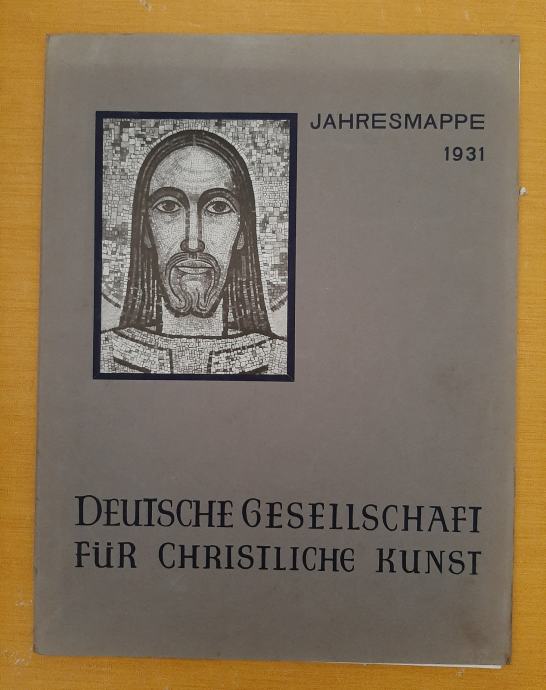 JAHRESMAPPE
1931
DEUTSCHE GESELLSCHAFT
FÜR CHRISTLICHE KUNST